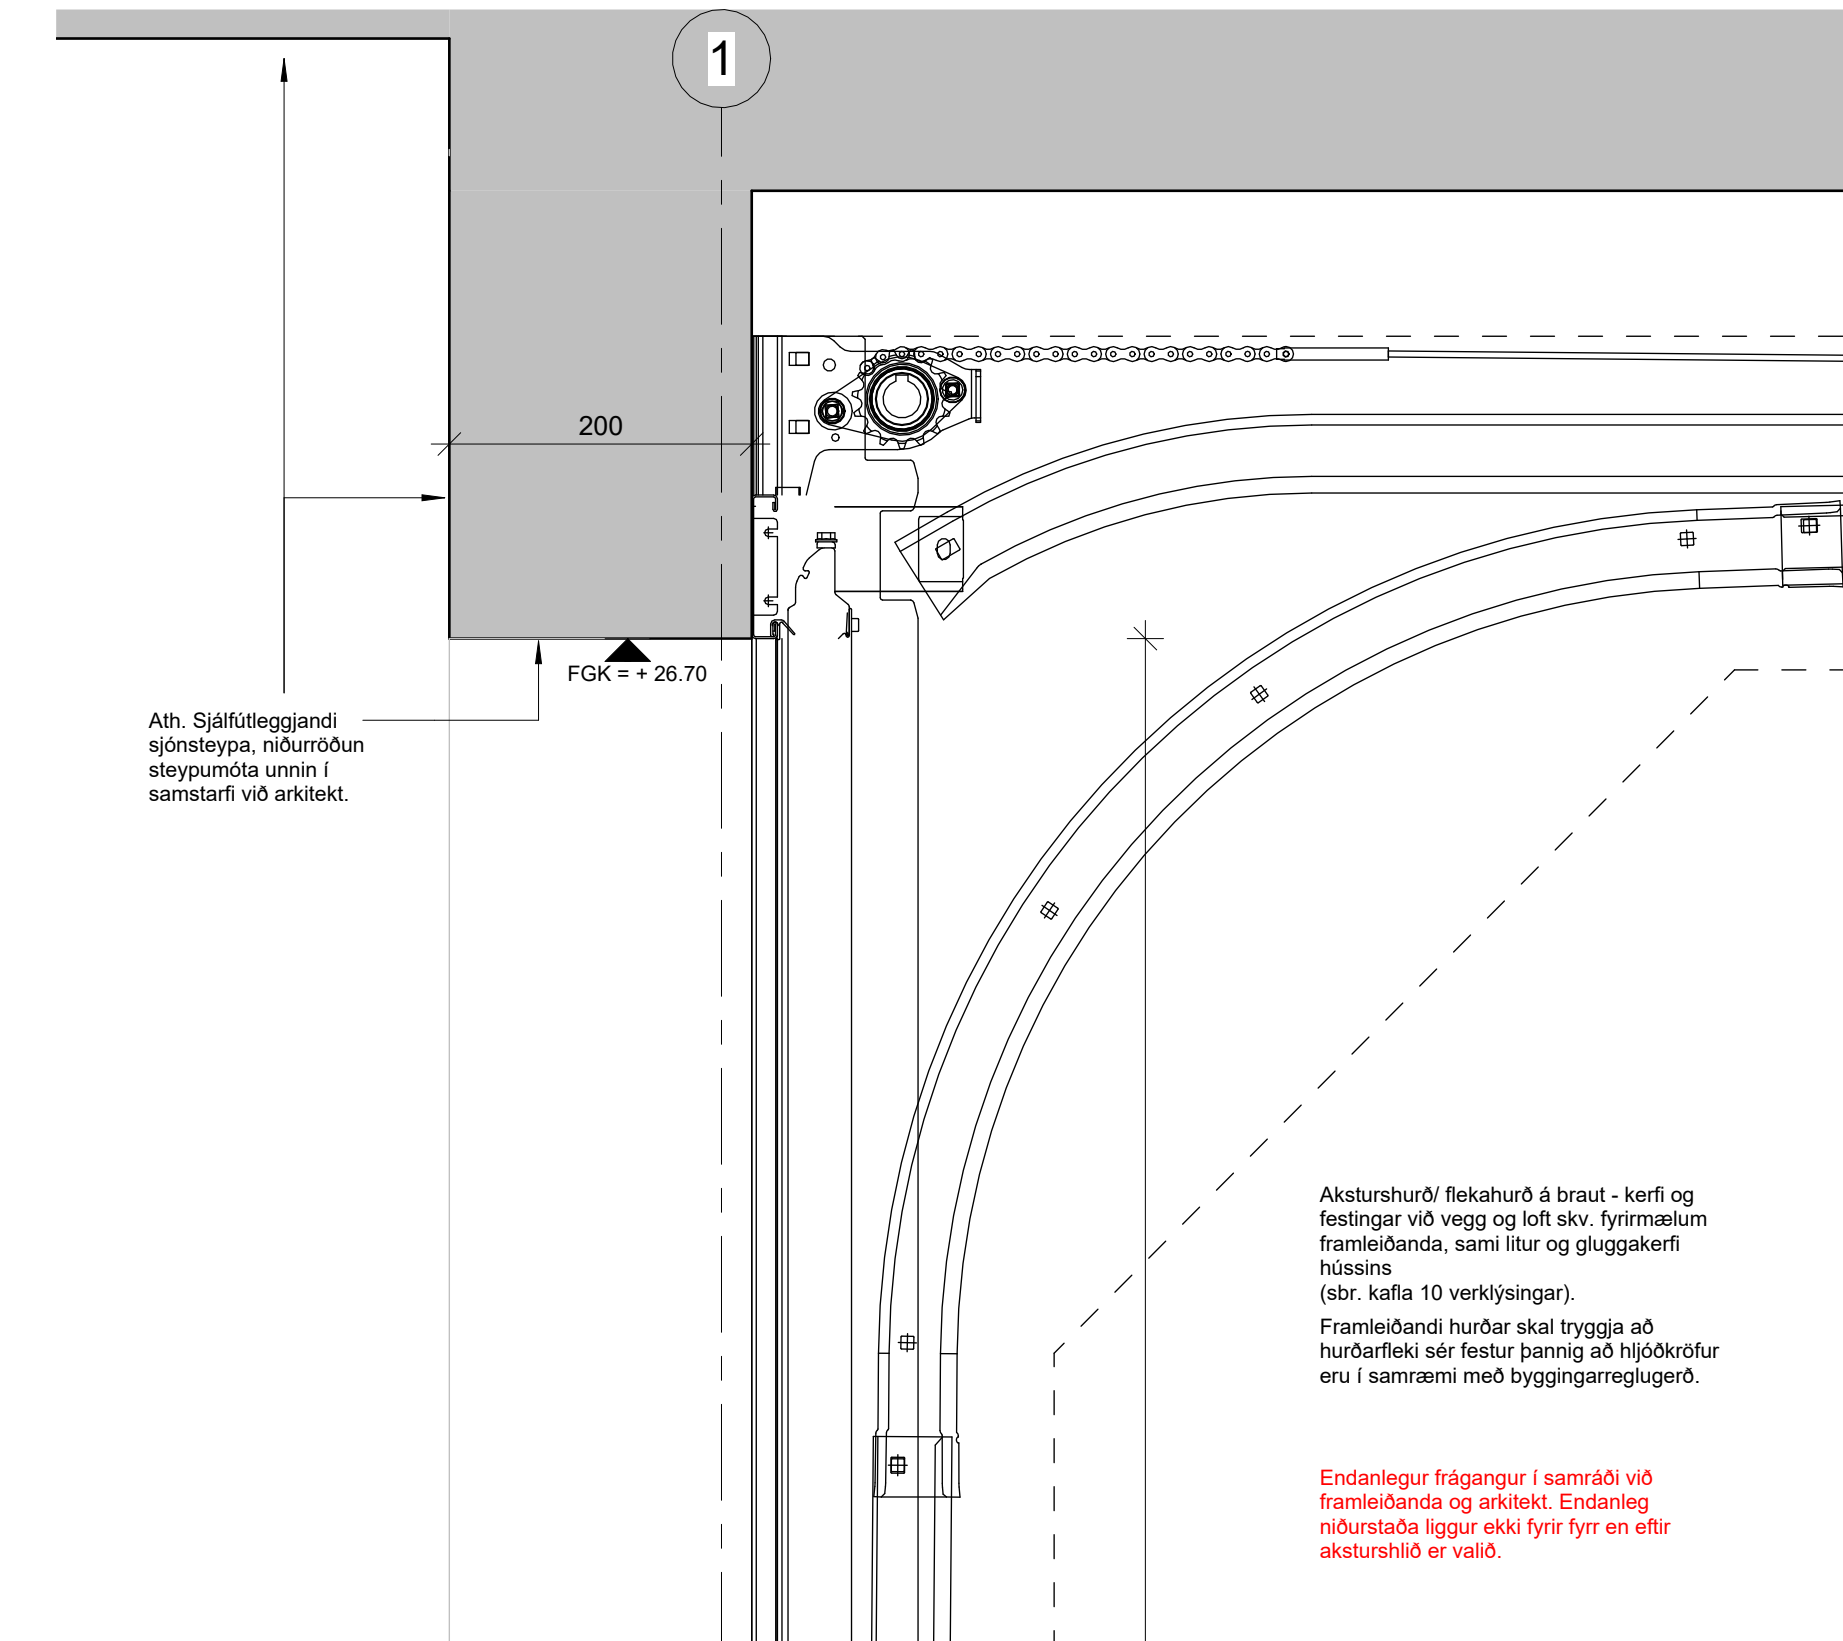 1
200
FGK = + 26.70
Ath. Sjálfútleggjandi
sjónsteypa, niðurröðun
steypumóta unnin í
samstarfi við arkitekt.
Aksturshurð/ flekahurð á braut - kerfi og
festingar við vegg og loft skv. fyrirmælum
framleiðanda, sami litur og gluggakerfi
hússins
(sbr. kafla 10 verklýsingar).
Framleiðandi hurðar skal tryggja að
hurðarfleki sér festur þannig að hljóðkröfur
eru í samræmi með byggingarreglugerð.
Endanlegur frágangur í samráði við
framleiðanda og arkitekt. Endanleg
niðurstaða liggur ekki fyrir fyrr en eftir
aksturshlið er valið.